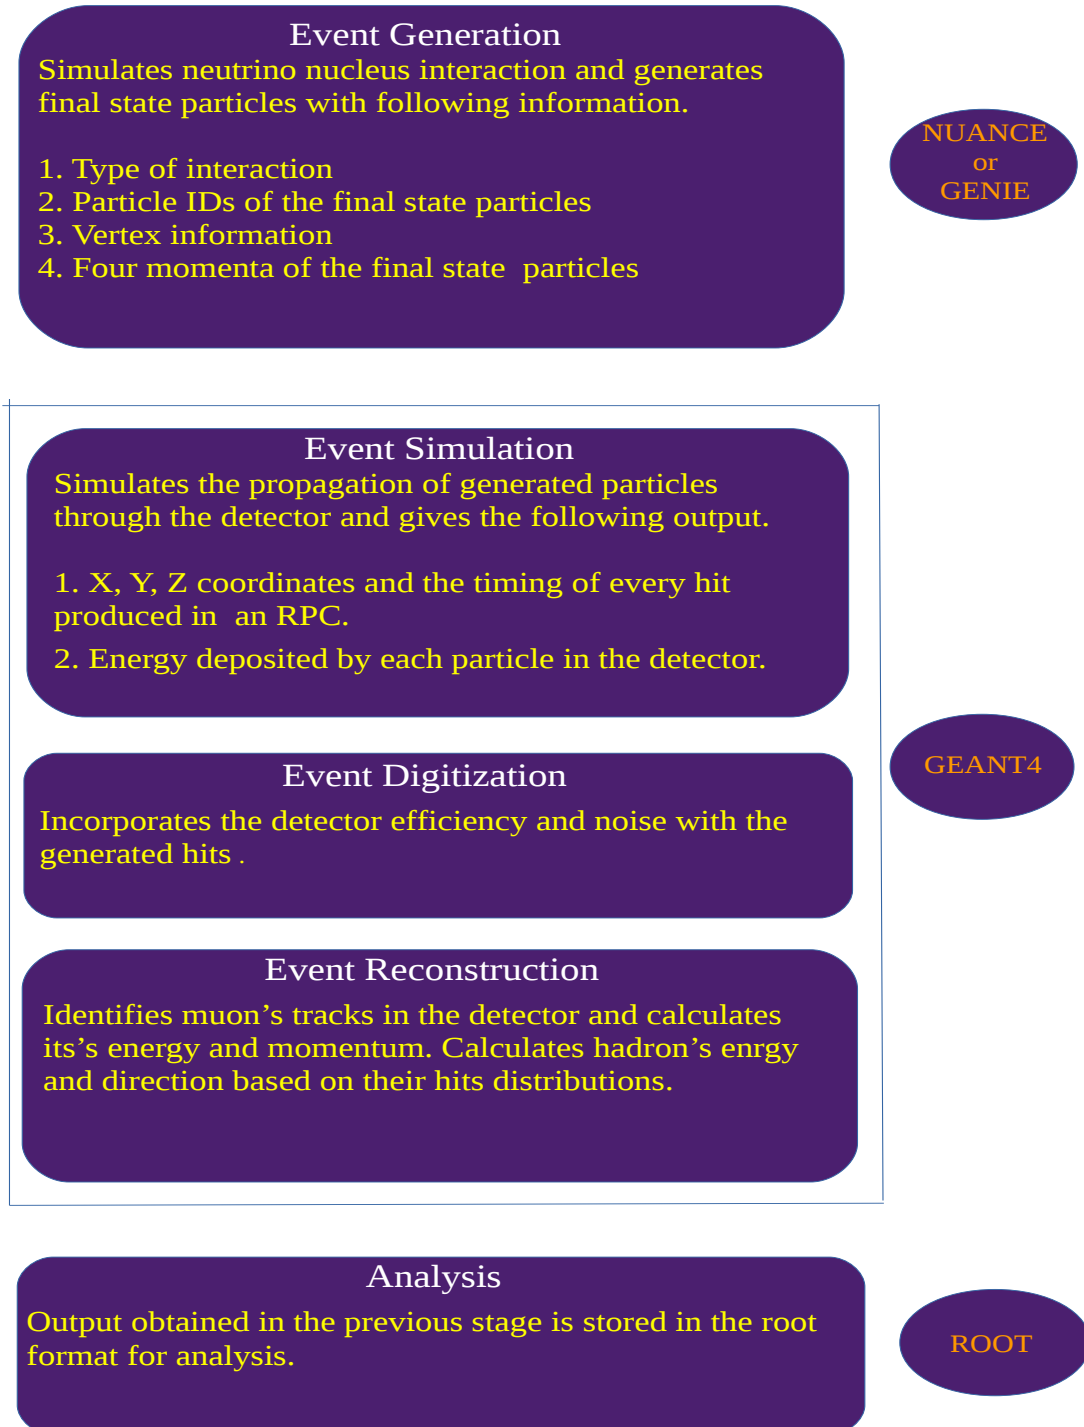 Event Generation
Simulates neutrino nucleus interaction and generates
final state particles with following information.
1. Type of interaction
2. Particle IDs of the final state particles
3. Vertex information
4. Four momenta of the final state  particles
NUANCE
or
GENIE
Event Simulation
Simulates the propagation of generated particles
through the detector and gives the following output.
1. X, Y, Z coordinates and the timing of every hit
produced in  an RPC.
2. Energy deposited by each particle in the detector.
Event Digitization
Incorporates the detector efficiency and noise with the
generated hits .
GEANT4
Event Reconstruction
Identifies muon’s tracks in the detector and calculates
its’s energy and momentum. Calculates hadron’s enrgy
and direction based on their hits distributions.
Analysis
Output obtained in the previous stage is stored in the root
format for analysis.
ROOT